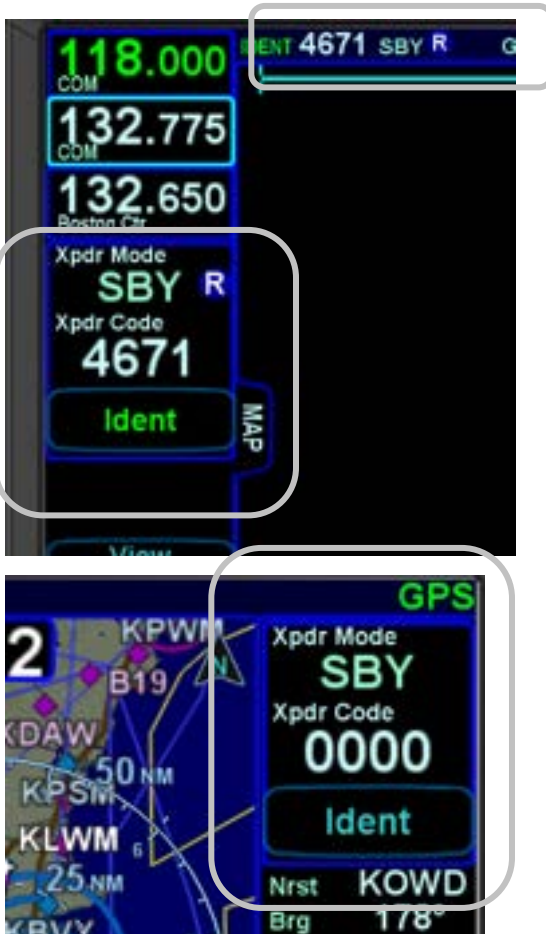 118.000
COM
IDENT 4671 SBY R G
132.775
COM
132.650
Boston Ctr
Xpdr Mode
SBY R
Xpdr Code
4671
Ident
MAP
View
GPS
2
KPWM
N
B19
KDAW
50 NM
KPSM
KLWM
6
25 NM
KBVY
Xpdr Mode
SBY
Xpdr Code
0000
Ident
Nrst KOWD
Brg 178°